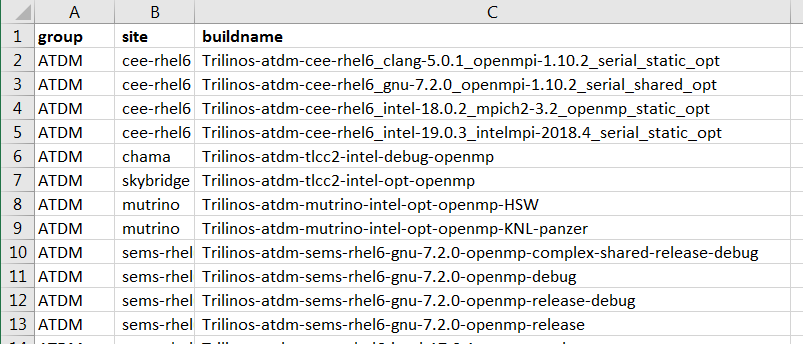 A B C
1 group site buildname
2 ATDM cee-rhel6 Trilinos-atdm-cee-rhel6_clang-5.0.1_openmpi-1.10.2_serial_static_opt
3 ATDM cee-rhel6 Trilinos-atdm-cee-rhel6_gnu-7.2.0_openmpi-1.10.2_serial_shared_opt
4 ATDM cee-rhel6 Trilinos-atdm-cee-rhel6_intel-18.0.2_mpich2-3.2_openmp_static_opt
5 ATDM cee-rhel6 Trilinos-atdm-cee-rhel6_intel-19.0.3_intelmpi-2018.4_serial_static_opt
6 ATDM chama Trilinos-atdm-tlcc2-intel-debug-openmp
7 ATDM skybridge Trilinos-atdm-tlcc2-intel-opt-openmp
8 ATDM mutrino Trilinos-atdm-mutrino-intel-opt-openmp-HSW
9 ATDM mutrino Trilinos-atdm-mutrino-intel-opt-openmp-KNL-panzer
10 ATDM sems-rhel Trilinos-atdm-sems-rhel6-gnu-7.2.0-openmp-complex-shared-release-debug
11 ATDM sems-rhel Trilinos-atdm-sems-rhel6-gnu-7.2.0-openmp-debug
12 ATDM sems-rhel Trilinos-atdm-sems-rhel6-gnu-7.2.0-openmp-release-debug
13 ATDM sems-rhel Trilinos-atdm-sems-rhel6-gnu-7.2.0-openmp-release